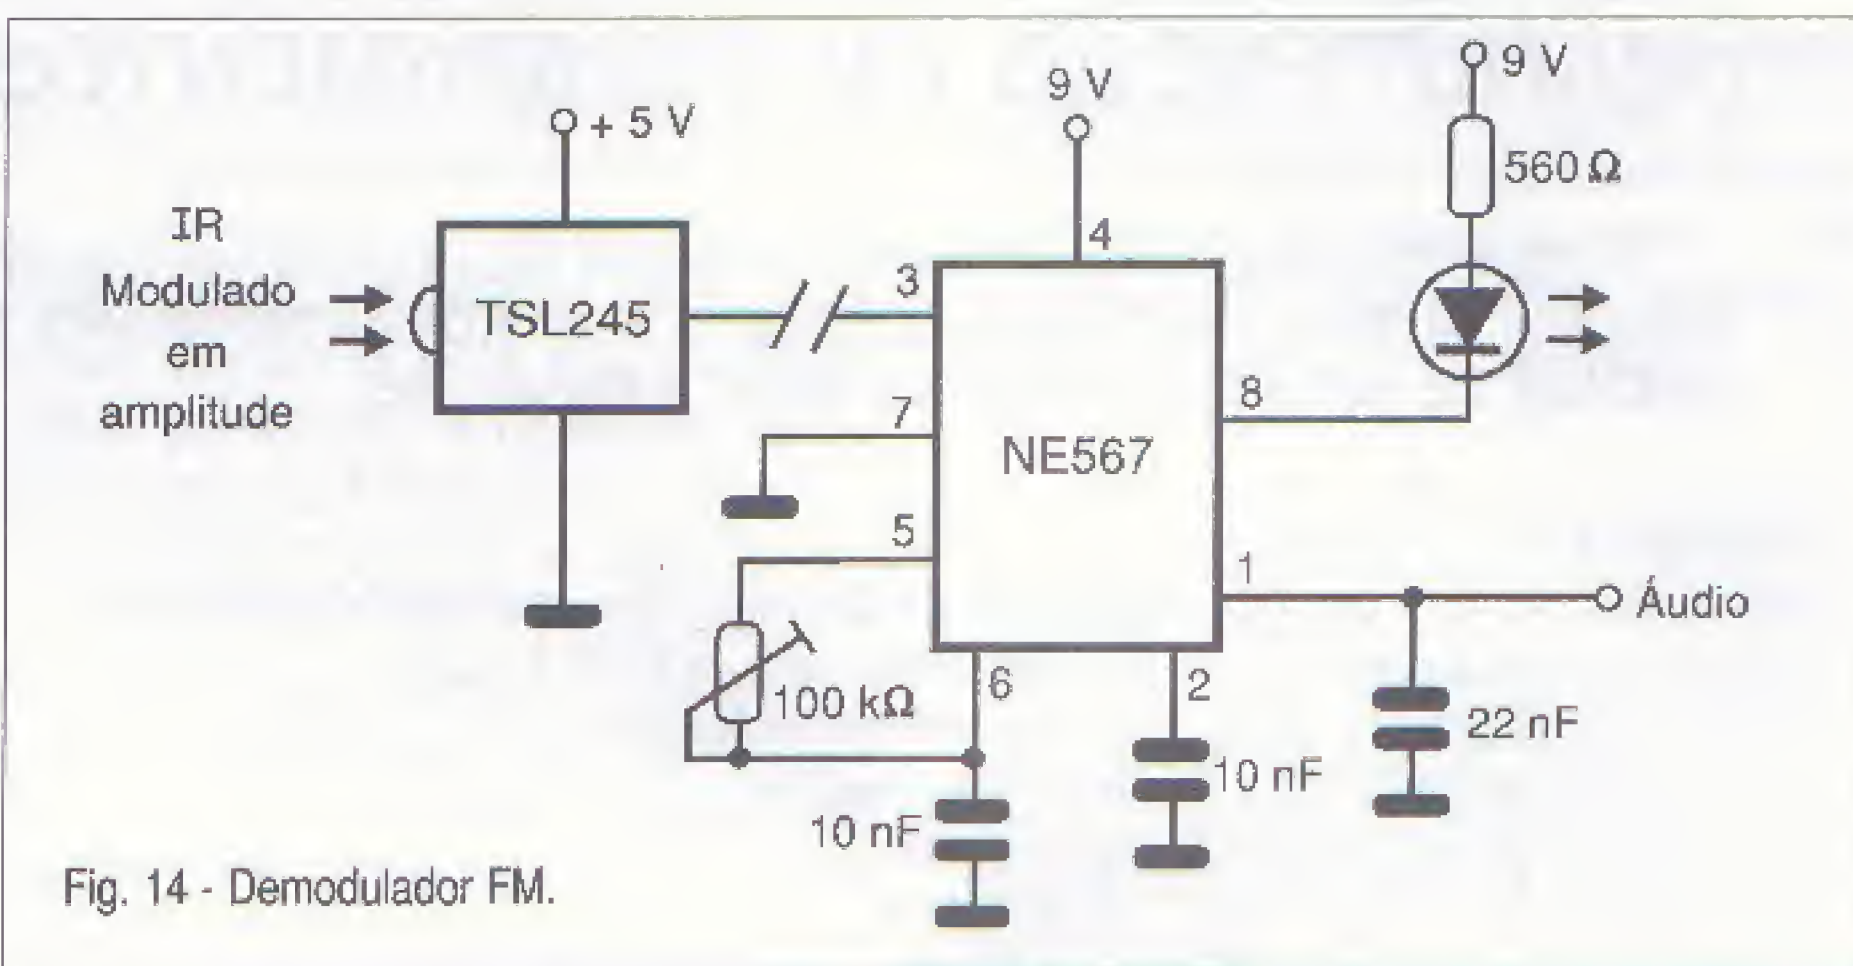 + 5 V
9 V
9 V
560 Ω
IR
Modulado
em
amplitude
TSL245
3
4
7
8
NE567
5
1
Áudio
6
2
100 kΩ
22 nF
10 nF
10 nF
Fig. 14 - Demodulador FM.